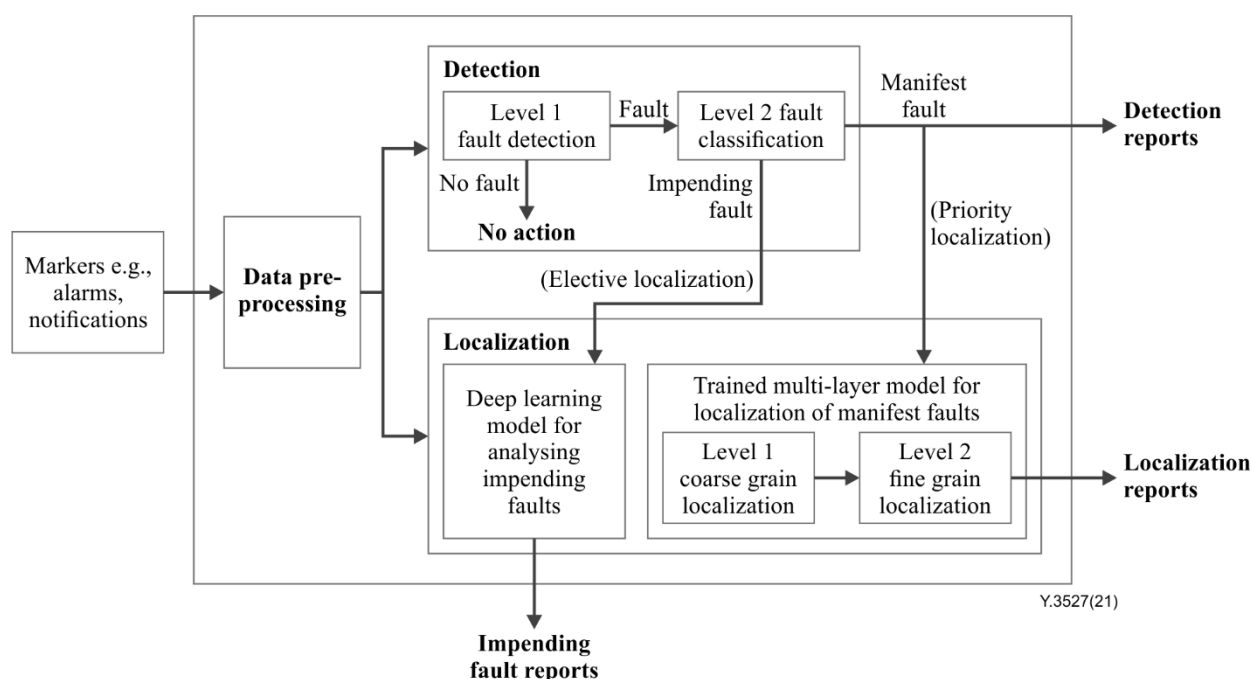 Markers e.g.,
alarms,
notifications
Data pre-
processing
Detection
Level 1
fault detection
Fault
Level 2 fault
classification
Manifest
fault
Detection
reports
No fault
No action
Impending
fault
(Priority
localization)
(Elective localization)
Localization
Deep learning
model for
analysing
impending
faults
Trained multi-layer model for
localization of manifest faults
Level 1
coarse grain
localization
Level 2
fine grain
localization
Localization
reports
Y.3527(21)
Impending
fault reports